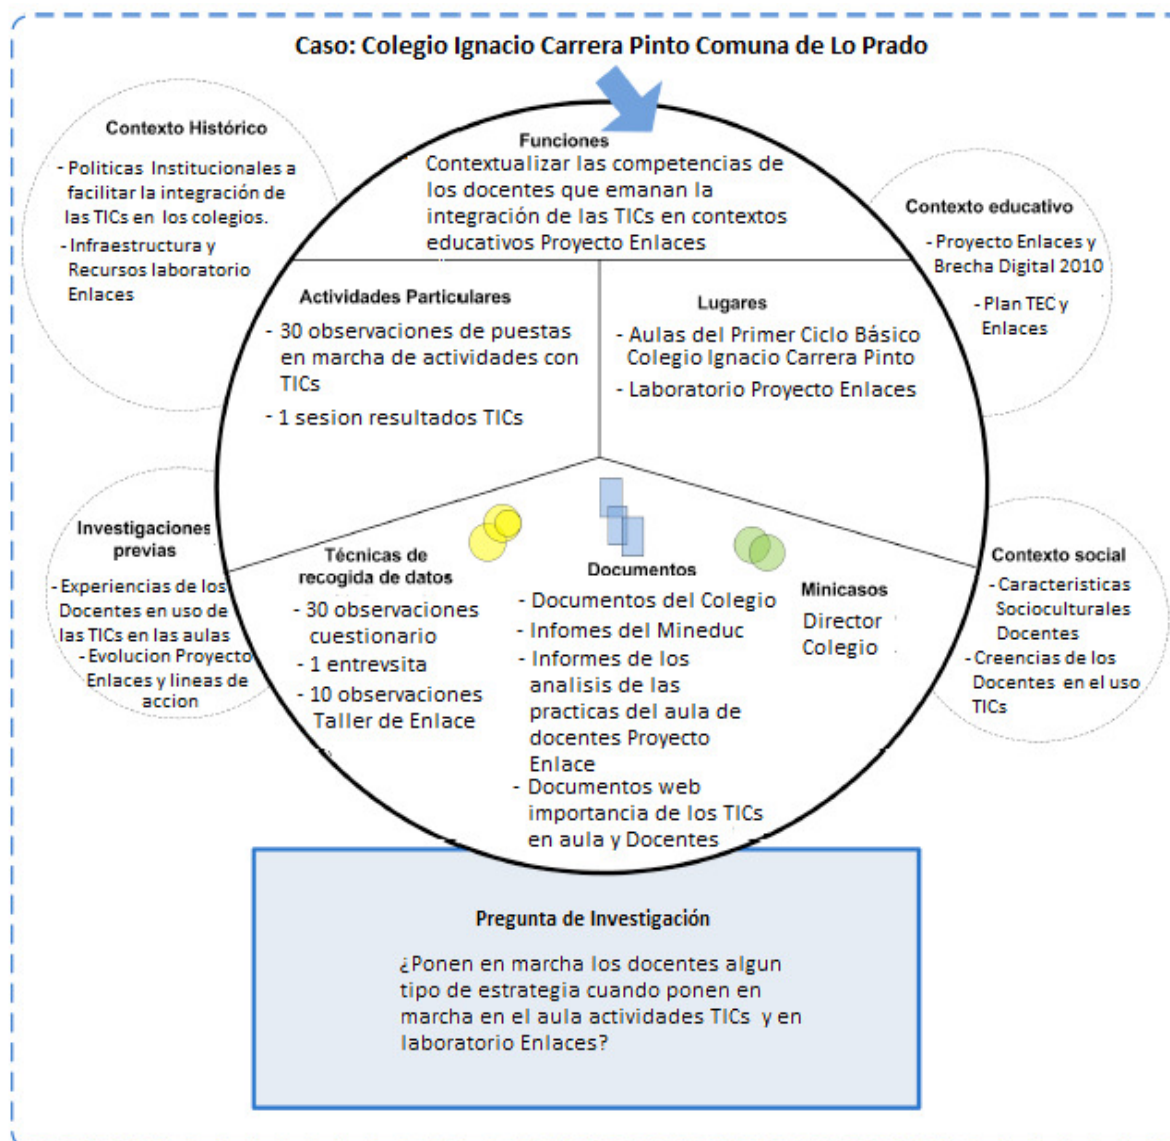 Caso: Colegio Ignacio Carrera Pinto Comuna de Lo Prado
Contexto Histórico
- Politicas Institucionales a
facilitar la integración de
las TICs en los colegios.
- Infraestructura y
Recursos laboratorio
Enlaces
Funciones
Contextualizar las competencias de
los docentes que emanan la
integración de las TICs en contextos
educativos Proyecto Enlaces
Contexto educativo
- Proyecto Enlaces y
Brecha Digital 2010
- Plan TEC y
Enlaces
Actividades Particulares
- 30 observaciones de puestas
en marcha de actividades con
TICs
- 1 sesion resultados TICs
Lugares
- Aulas del Primer Ciclo Básico
Colegio Ignacio Carrera Pinto
- Laboratorio Proyecto Enlaces
Investigaciones
previas
- Experiencias de los
Docentes en uso de
las TICs en las aulas
- Evolucion Proyecto
Enlaces y lineas de
accion
Técnicas de
recogida de datos
- 30 observaciones
cuestionario
- 1 entrevsita
- 10 observaciones
Taller de Enlace
Documentos
- Documentos del Colegio
- Infomes del Mineduc
- Informes de los
analisis de las
practicas del aula de
docentes Proyecto
Enlace
- Documentos web
importancia de los TICs
en aula y Docentes
Minicasos
Director
Colegio
Contexto social
- Caracteristicas
Socioculturales
Docentes
- Creencias de los
Docentes en el uso
TICs
Pregunta de Investigación
¿Ponen en marcha los docentes algun
tipo de estrategia cuando ponen en
marcha en el aula actividades TICs y en
laboratorio Enlaces?